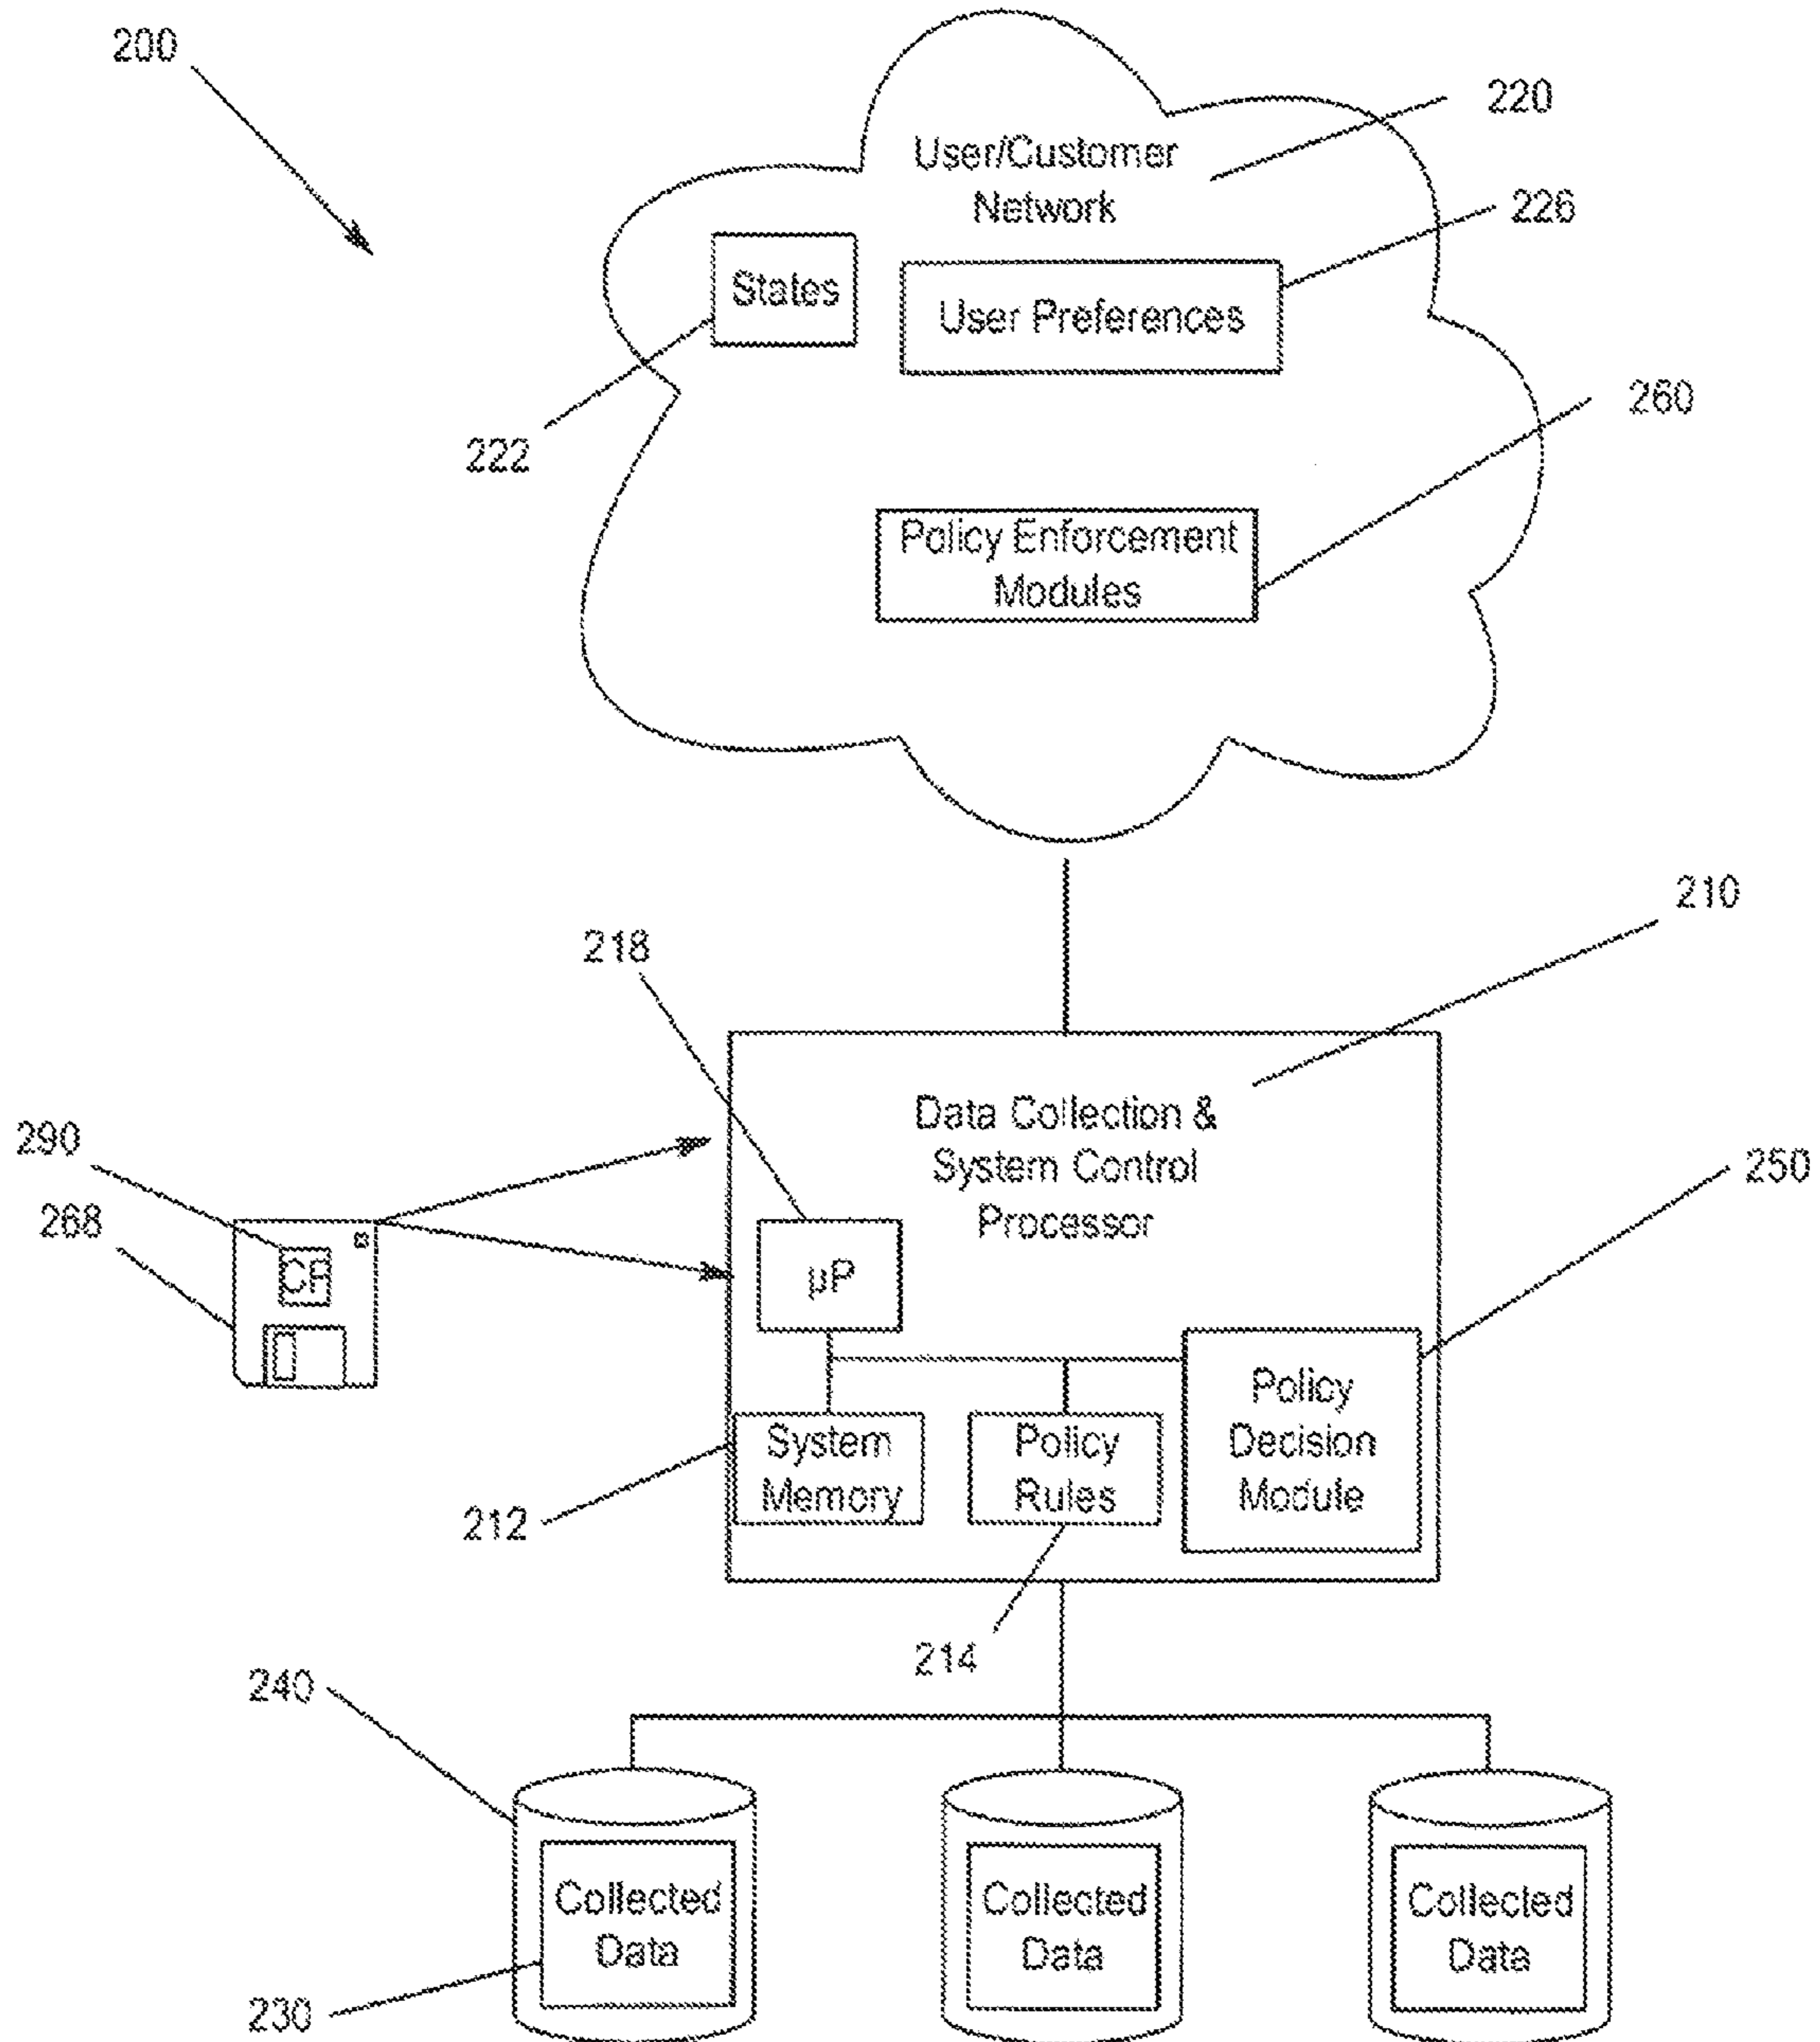 200
220
User/Customer
Network
226
States
User Preferences
260
222
Policy Enforcement
Modules
210
218
Data Collection &
System Control
Processor
290
250
268
CP
µP
Policy
Decision
Module
System
Memory
Policy
Rules
212
214
240
Collected
Data
Collected
Data
Collected
Data
230